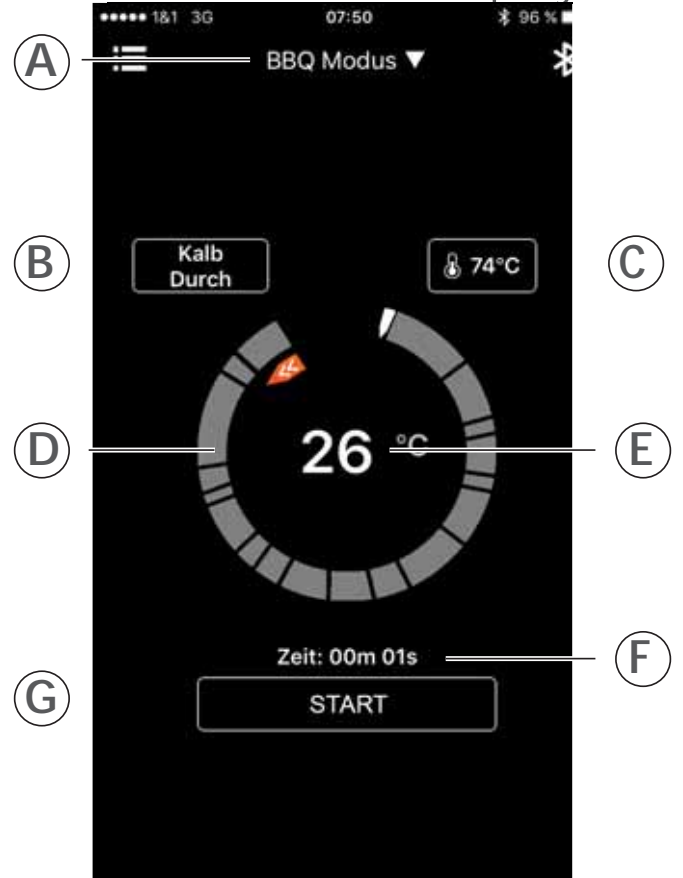 1&1 3G 07:50 96 %
A BBQ Modus ▼
B Kalb
Durch 74°C C
D 26 °C E
Zeit: 00m 01s F
G START